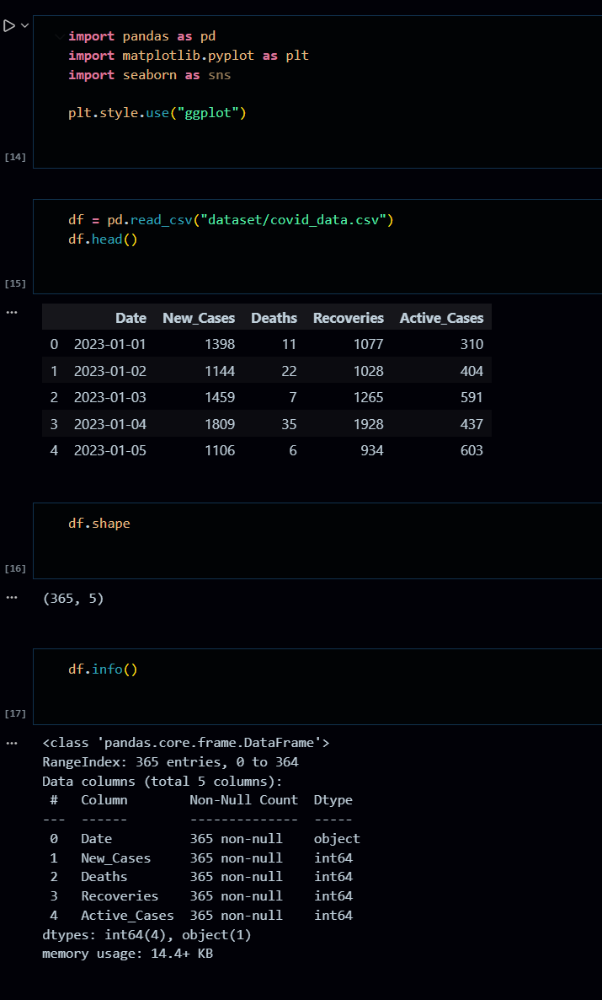 import pandas as pd
import matplotlib.pyplot as plt
import seaborn as sns
plt.style.use("ggplot")
[14]
df = pd.read_csv("dataset/covid_data.csv")
df.head()
[15]
...
Date New_Cases Deaths Recoveries Active_Cases
0 2023-01-01 1398 11 1077 310
1 2023-01-02 1144 22 1028 404
2 2023-01-03 1459 7 1265 591
3 2023-01-04 1809 35 1928 437
4 2023-01-05 1106 6 934 603
df.shape
[16]
...
(365, 5)
df.info()
[17]
...
<class 'pandas.core.frame.DataFrame'>
RangeIndex: 365 entries, 0 to 364
Data columns (total 5 columns):
 #   Column        Non-Null Count  Dtype
---  ------        --------------  -----
 0   Date          365 non-null    object
 1   New_Cases     365 non-null    int64
 2   Deaths        365 non-null    int64
 3   Recoveries    365 non-null    int64
 4   Active_Cases  365 non-null    int64
dtypes: int64(4), object(1)
memory usage: 14.4+ KB